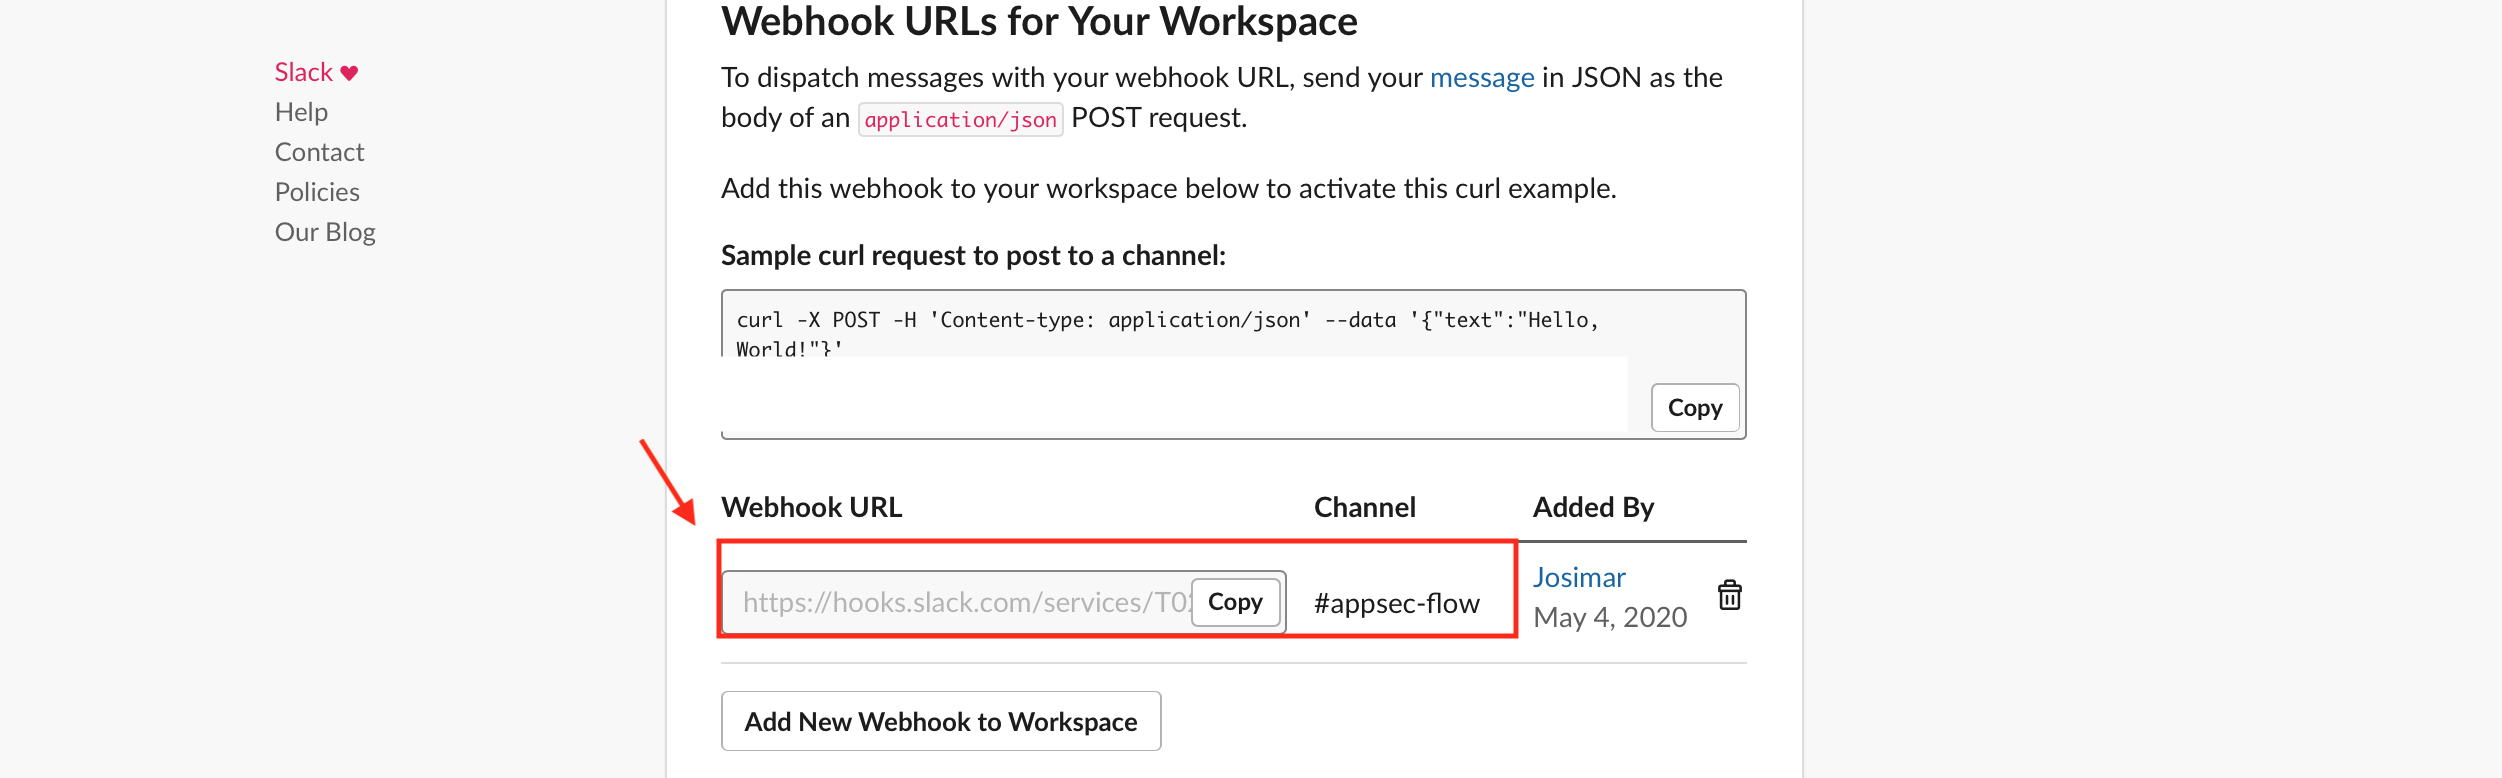 Webhook URLs for Your Workspace
Slack
Help
Contact
Policies
Our Blog
To dispatch messages with your webhook URL, send your message in JSON as the
body of an application/json POST request.
Add this webhook to your workspace below to activate this curl example.
Sample curl request to post to a channel:
curl -X POST -H 'Content-type: application/json' --data '{"text":"Hello,
World!"}'
Copy
Webhook URL Channel Added By
https://hooks.slack.com/services/T02 Copy #appsec-flow Josimar
May 4, 2020
Add New Webhook to Workspace